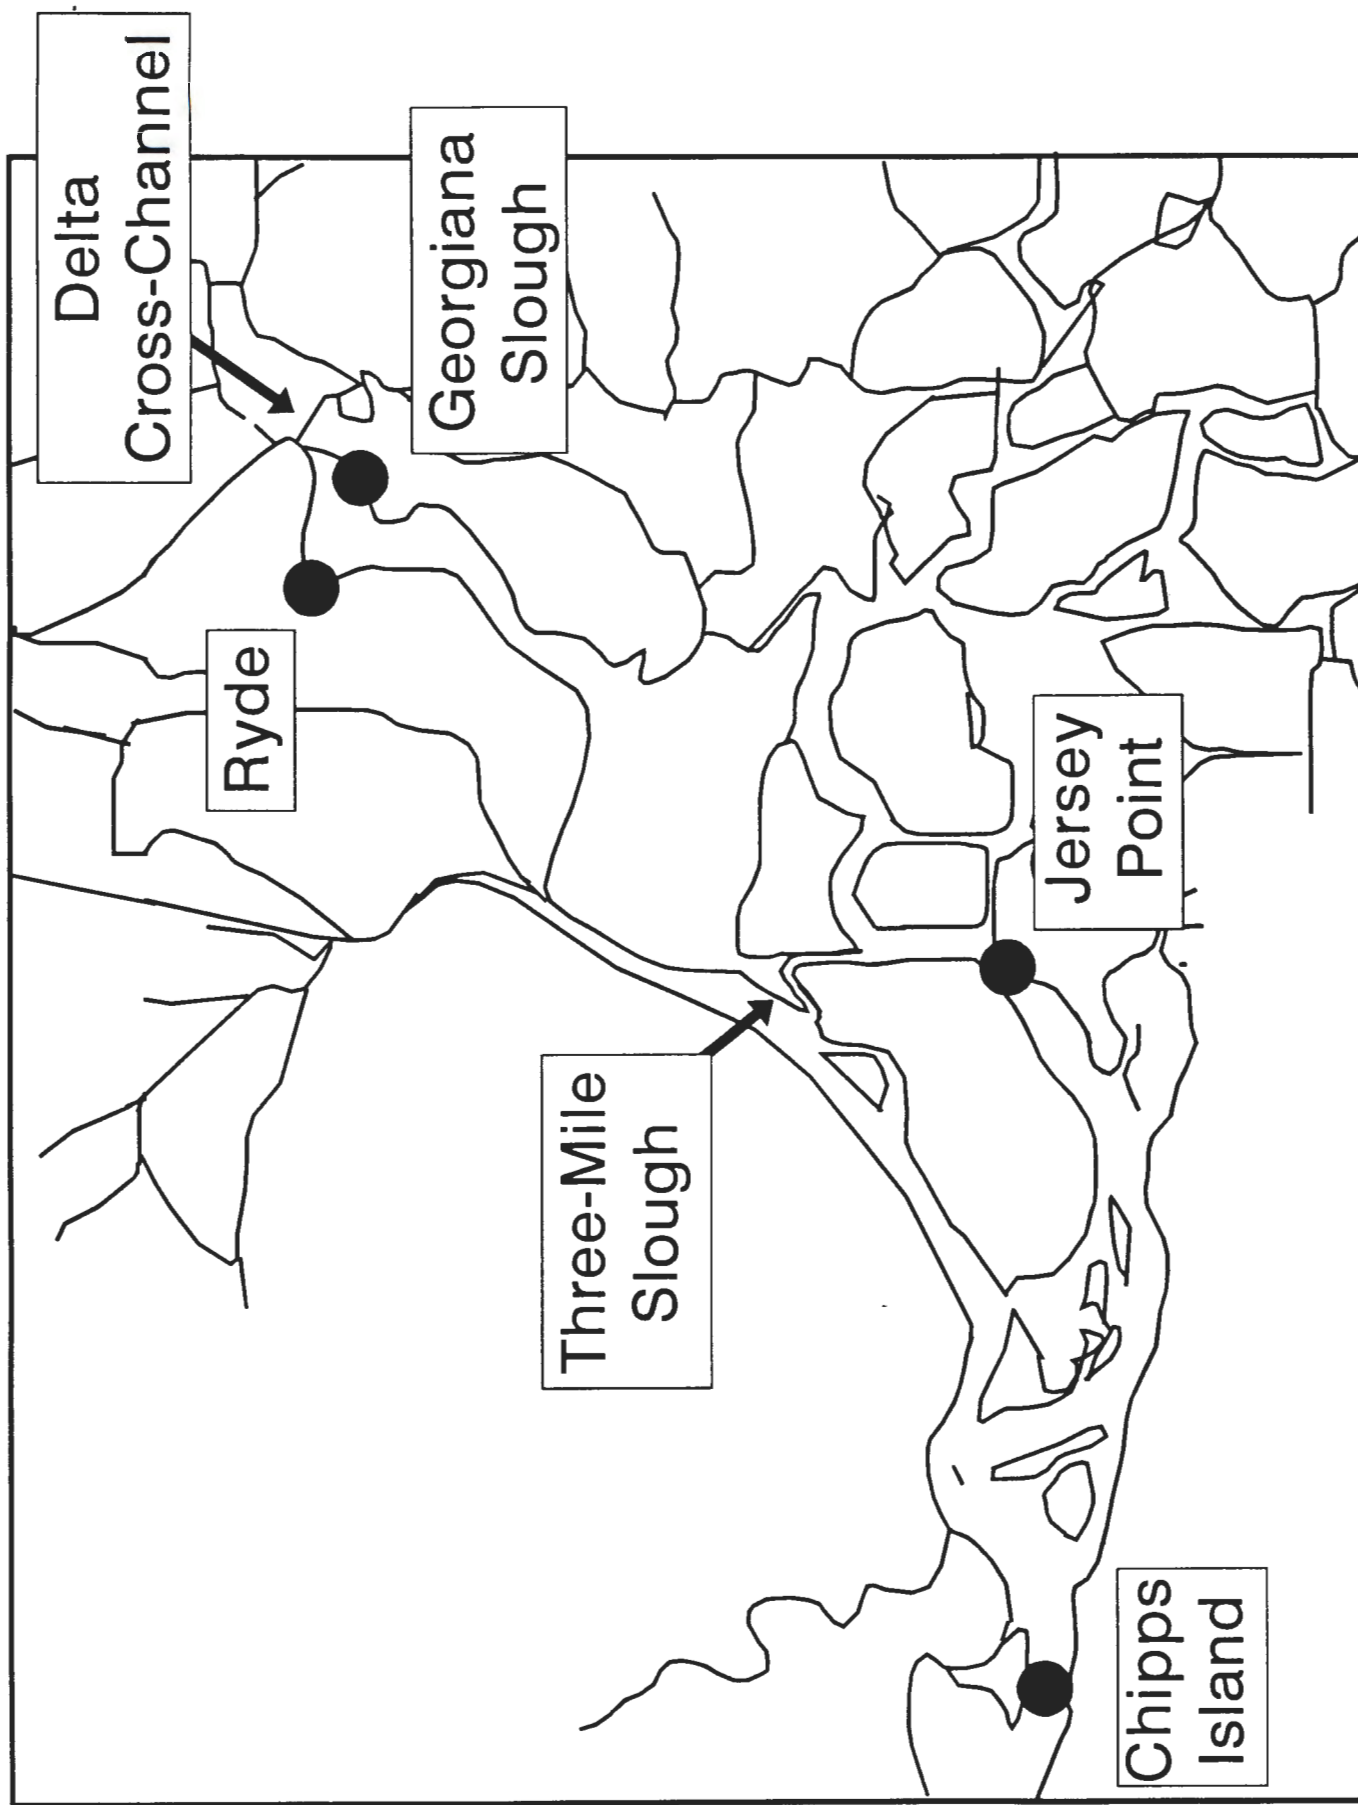 Delta
Cross-Channel
Georgiana
Slough
Ryde
Three-Mile
Slough
Jersey
Point
Chipps
Island